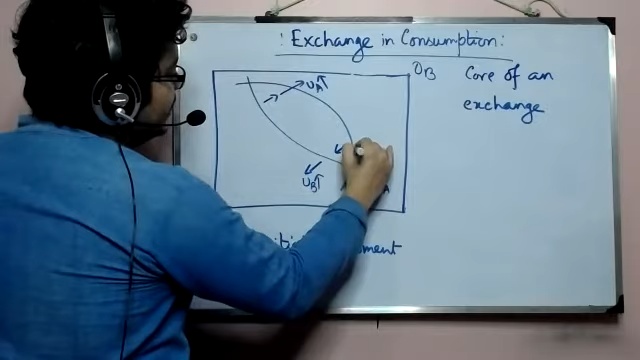 : Exchange in Consumption :
O_B Core of an
exchange
U_A↑
U_B↑
A